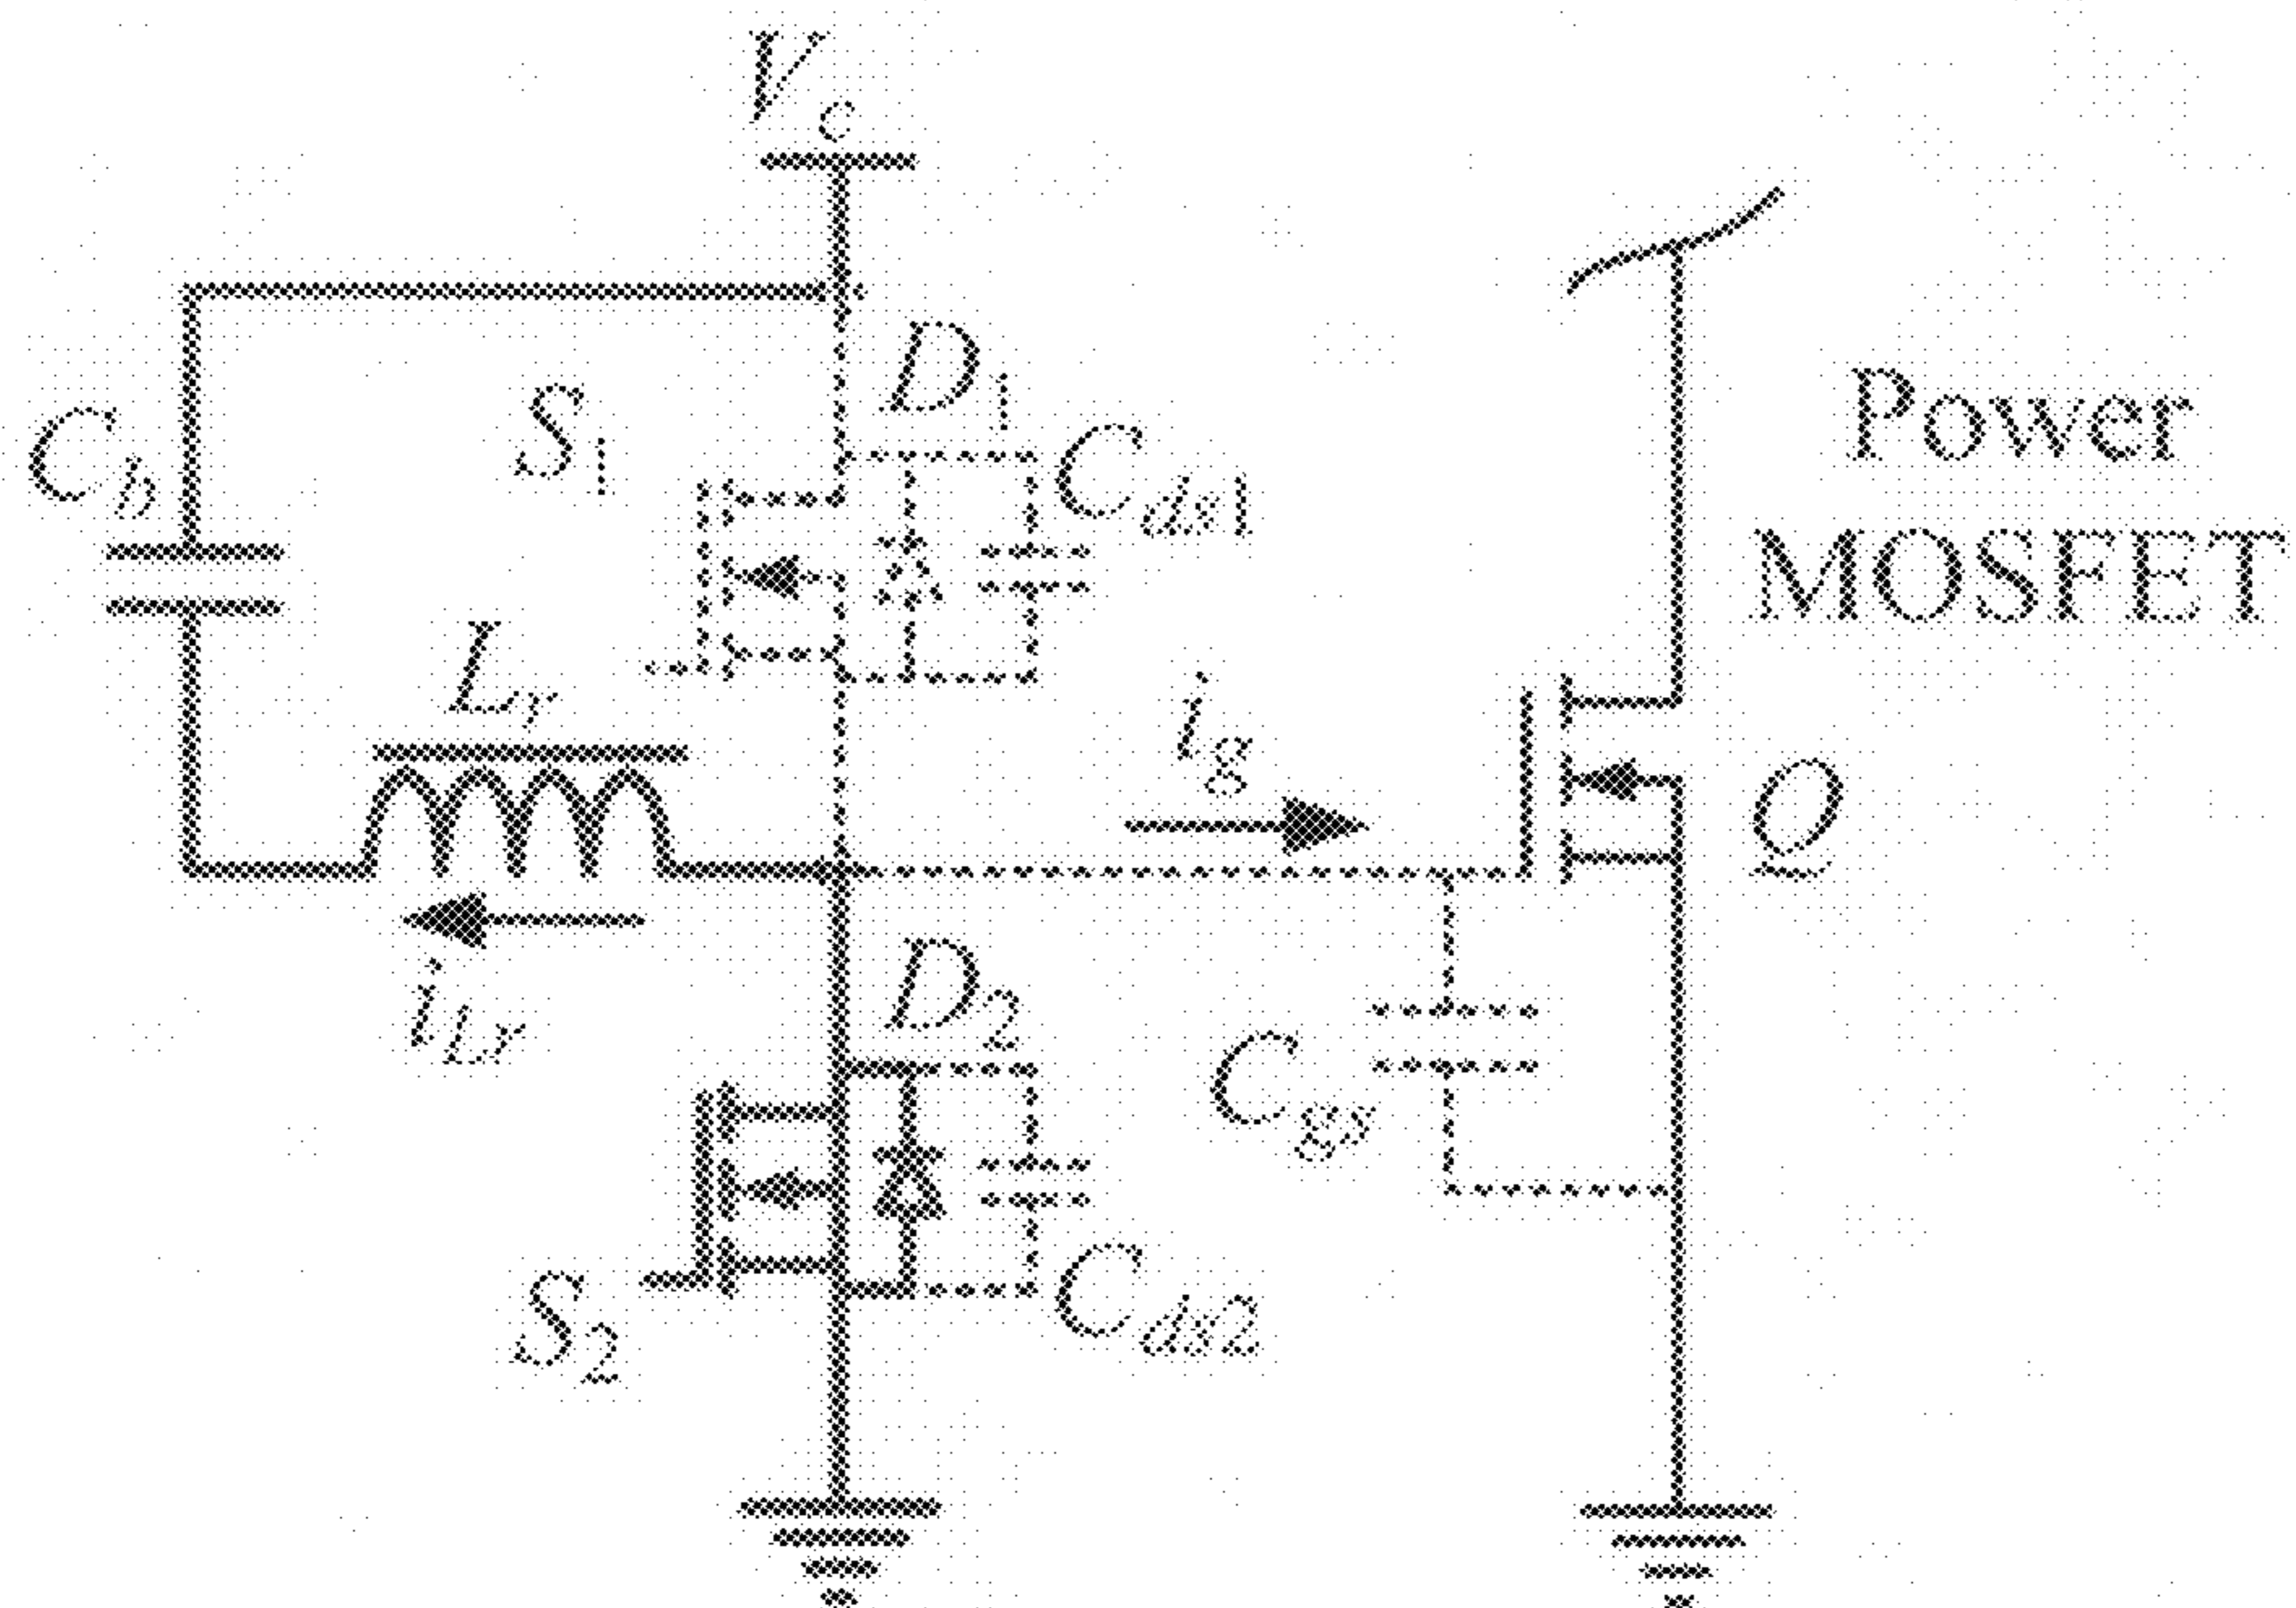 V_c
D_1
S_1
C_b
C_ds1
Power
MOSFET
L_r
i_g
Q
i_Lr
D_2
C_gs
S_2
C_ds2